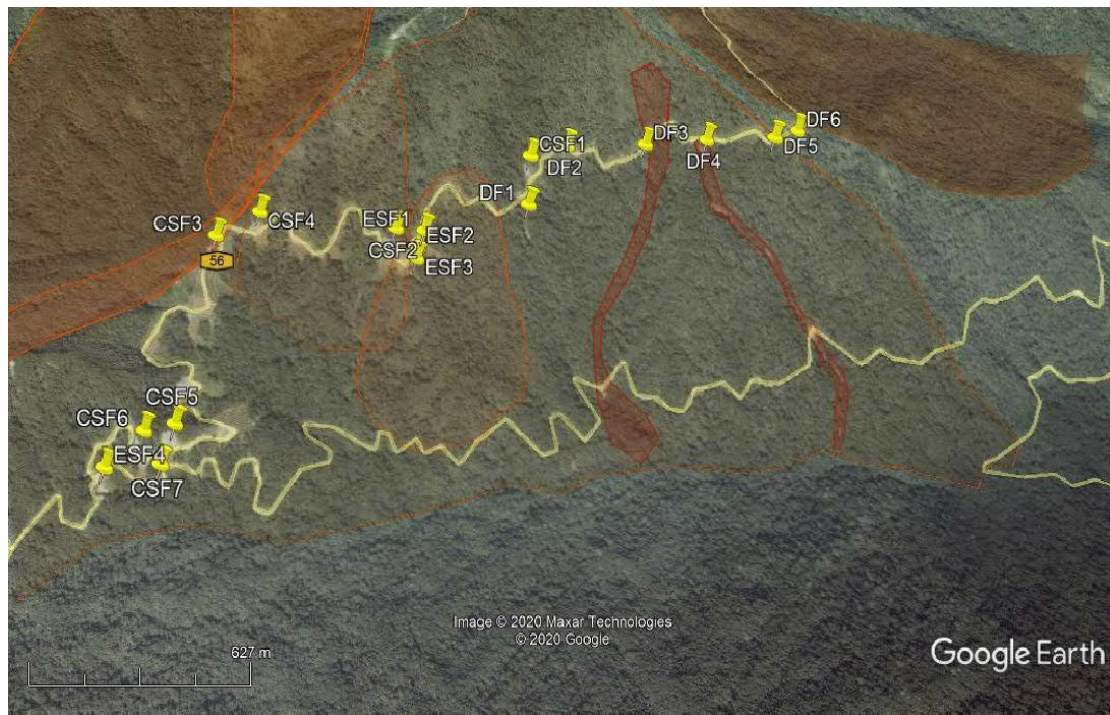 DF6
CSF1
DF3
DF5
DF2
DF4
DF1
CSF3
CSF4
ESF1
ESF2
CSF2
ESF3
56
CSF5
CSF6
ESF4
CSF7
Image © 2020 Maxar Technologies
© 2020 Google
627 m
Google Earth